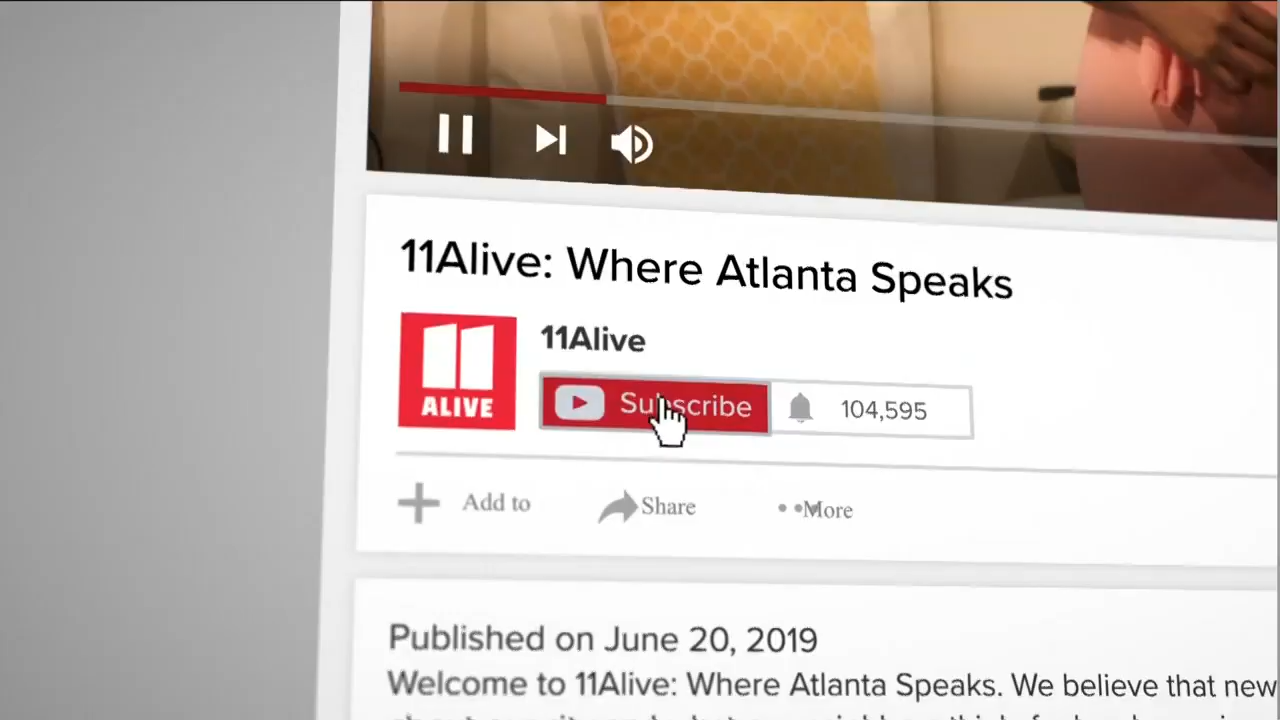 11Alive: Where Atlanta Speaks
11
ALIVE
11Alive
Subscribe
104,595
Add to
Share
More
Published on June 20, 2019
Welcome to 11Alive: Where Atlanta Speaks. We believe that new